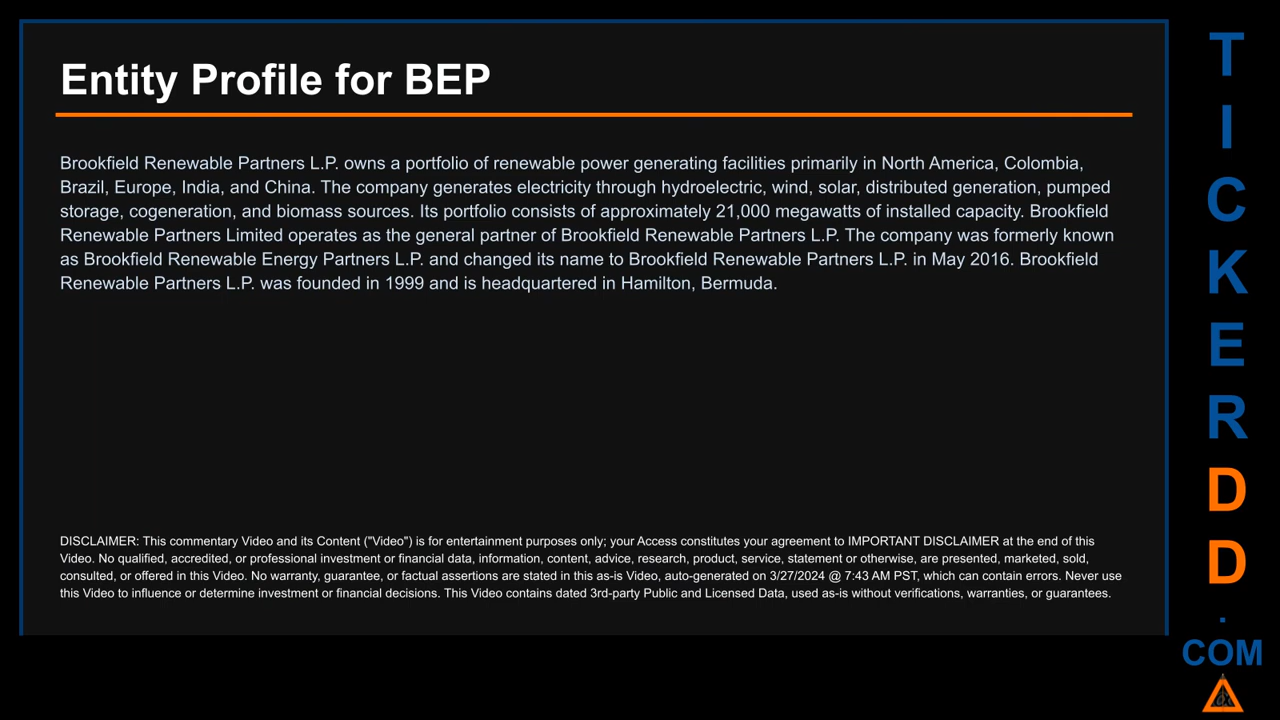 Entity Profile for BEP
Brookfield Renewable Partners L.P. owns a portfolio of renewable power generating facilities primarily in North America, Colombia,
Brazil, Europe, India, and China. The company generates electricity through hydroelectric, wind, solar, distributed generation, pumped
storage, cogeneration, and biomass sources. Its portfolio consists of approximately 21,000 megawatts of installed capacity. Brookfield
Renewable Partners Limited operates as the general partner of Brookfield Renewable Partners L.P. The company was formerly known
as Brookfield Renewable Energy Partners L.P. and changed its name to Brookfield Renewable Partners L.P. in May 2016. Brookfield
Renewable Partners L.P. was founded in 1999 and is headquartered in Hamilton, Bermuda.
DISCLAIMER: This commentary Video and its Content ("Video") is for entertainment purposes only; your Access constitutes your agreement to IMPORTANT DISCLAIMER at the end of this
Video. No qualified, accredited, or professional investment or financial data, information, content, advice, research, product, service, statement or otherwise, are presented, marketed, sold,
consulted, or offered in this Video. No warranty, guarantee, or factual assertions are stated in this as-is Video, auto-generated on 3/27/2024 @ 7:43 AM PST, which can contain errors. Never use
this Video to influence or determine investment or financial decisions. This Video contains dated 3rd-party Public and Licensed Data, used as-is without verifications, warranties, or guarantees.
T
I
C
K
E
R
D
D
.
COM